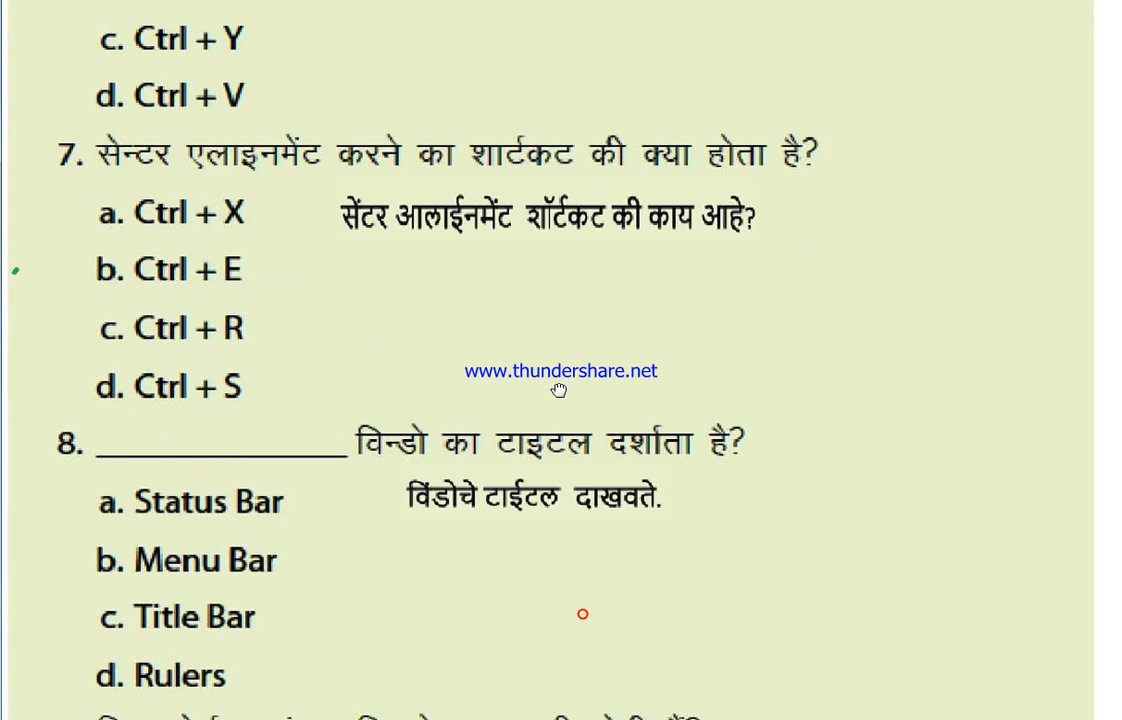 c. Ctrl + Y
d. Ctrl + V
7. सेन्टर एलाइनमेंट करने का शार्टकट की क्या होता है?
a. Ctrl + X
सेंटर आलाईनमेंट शॉर्टकट की काय आहे?
b. Ctrl + E
c. Ctrl + R
www.thundershare.net
d. Ctrl + S
8. ______________ विन्डो का टाइटल दर्शाता है?
a. Status Bar
विंडोचे टाईटल दाखवते.
b. Menu Bar
c. Title Bar
d. Rulers